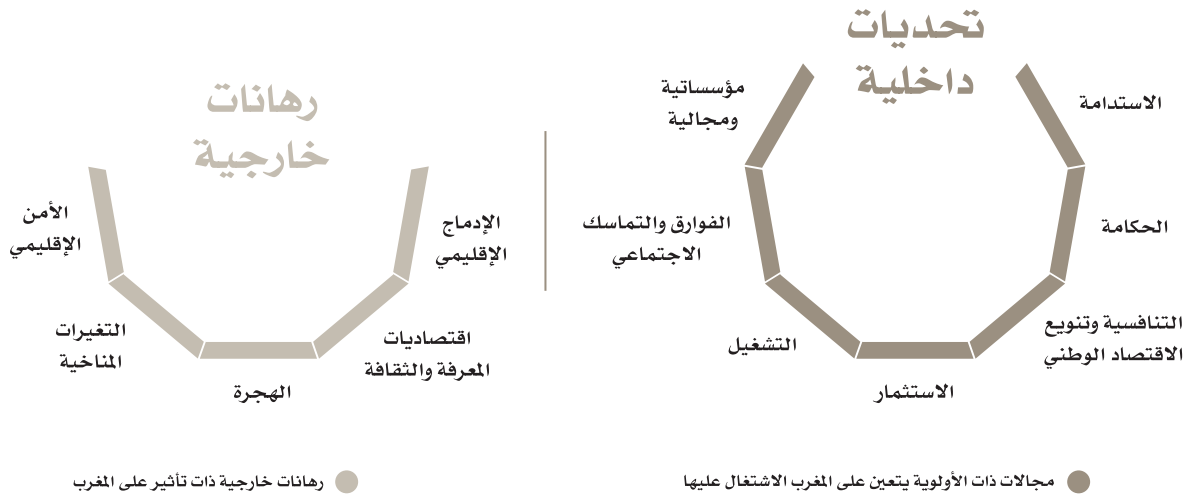 تحديات
داخلية
الاستدامة
الحكامة
التنافسية وتنويع
الاقتصاد الوطني
الاستثمار
التشغيل
الفوارق والتماسك
الاجتماعي
مؤسساتية
ومجالية
مجالات ذات الأولوية يتعين على المغرب الاشتغال عليها
رهانات
خارجية
الإدماج
الإقليمي
اقتصاديات
المعرفة والثقافة
الهجرة
التغيرات
المناخية
الأمن
الإقليمي
رهانات خارجية ذات تأثير على المغرب